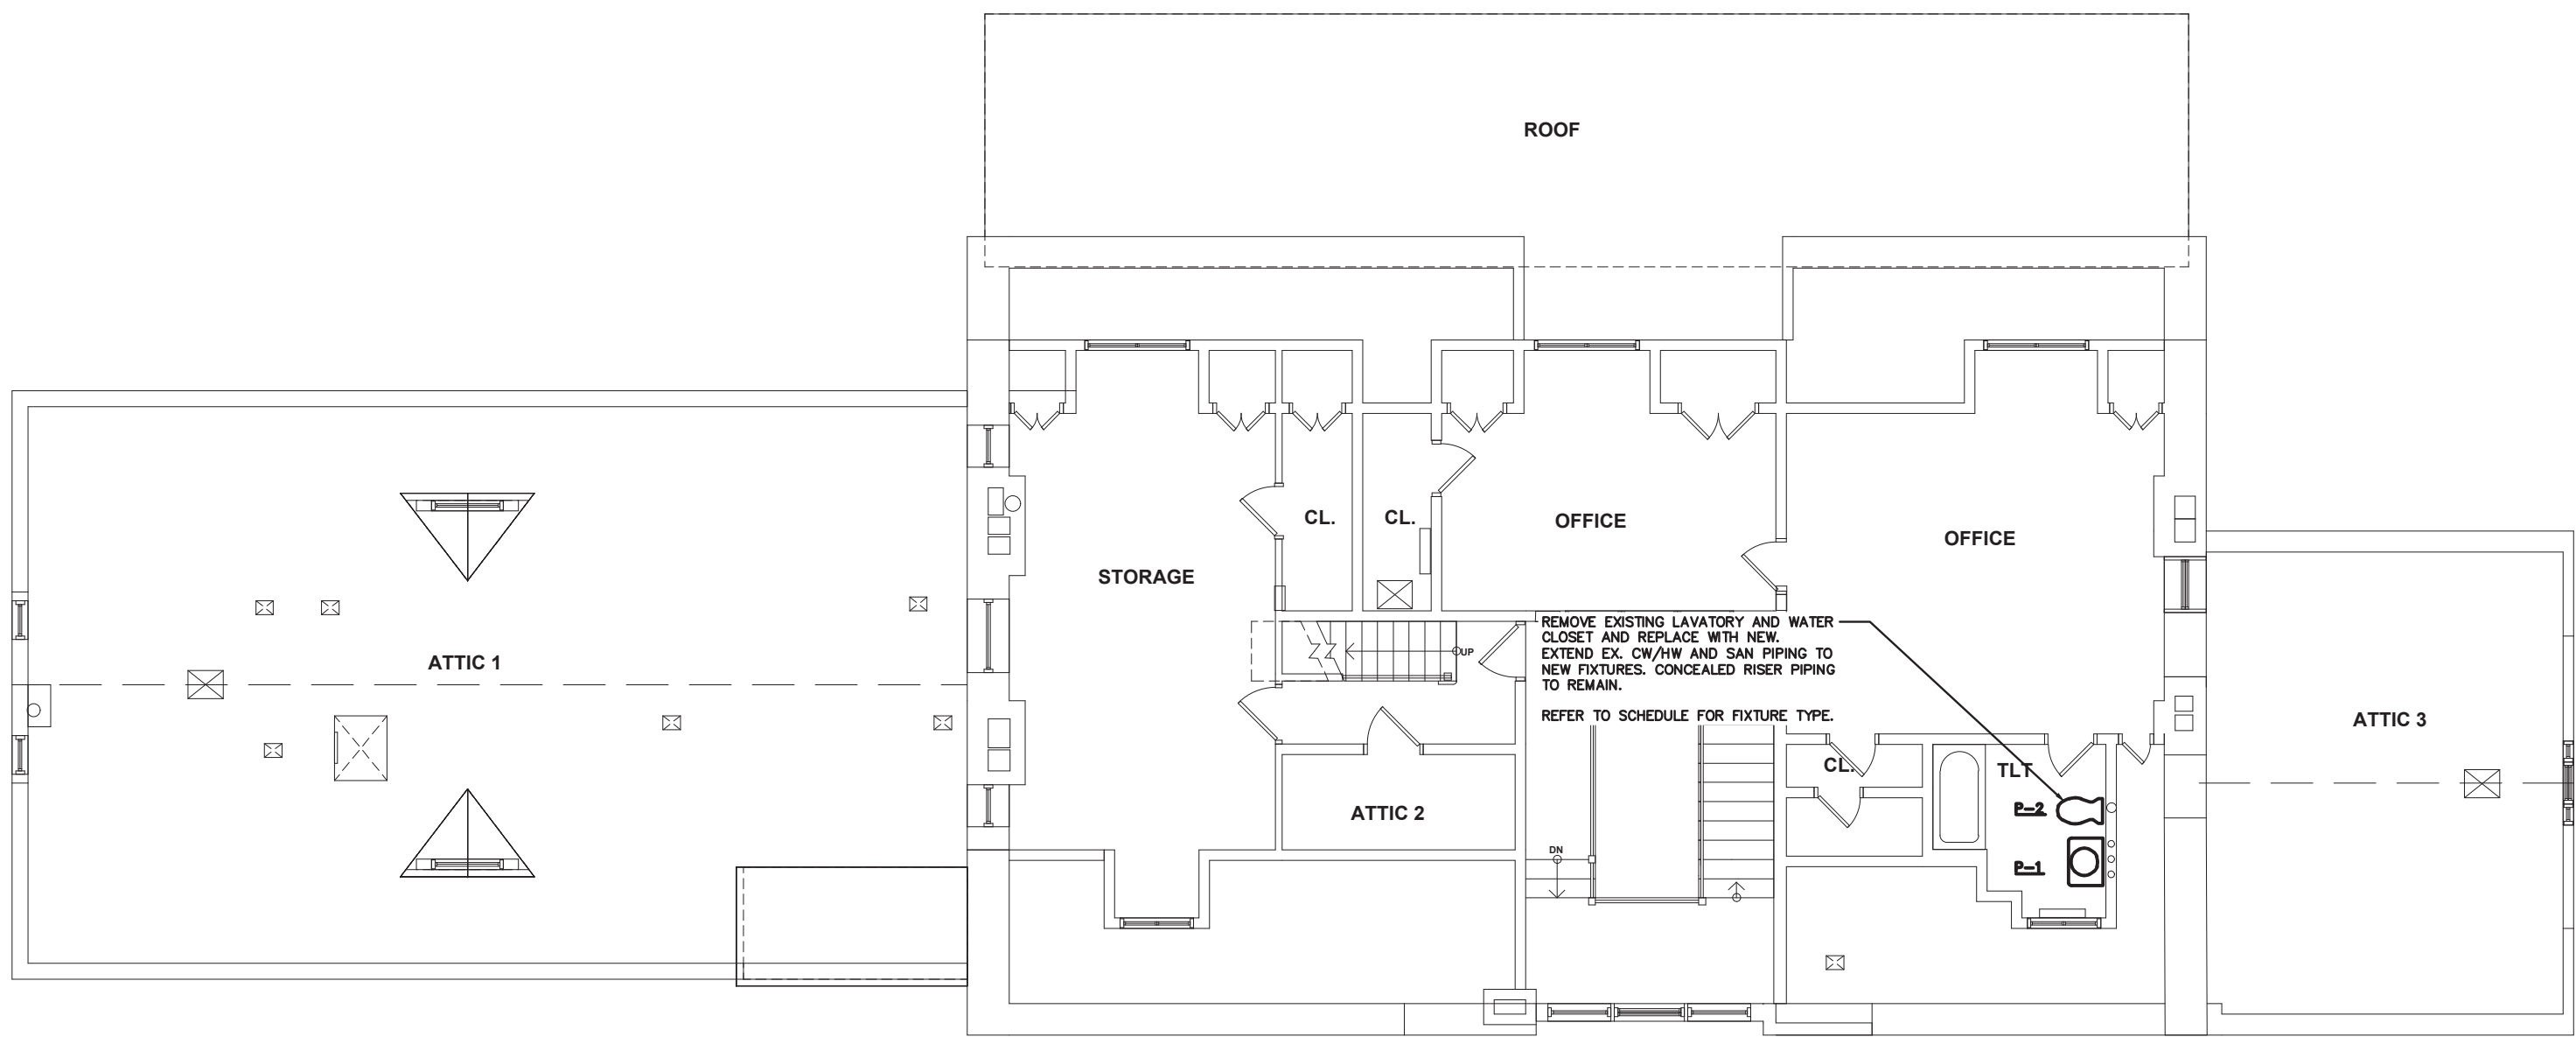 ROOF
CL.
CL.
OFFICE
OFFICE
STORAGE
REMOVE EXISTING LAVATORY AND WATER
CLOSET AND REPLACE WITH NEW.
EXTEND EX. CW/HW AND SAN PIPING TO
NEW FIXTURES. CONCEALED RISER PIPING
TO REMAIN.
REFER TO SCHEDULE FOR FIXTURE TYPE.
UP
ATTIC 1
ATTIC 3
CL.
TLT
P-2
ATTIC 2
DN
P-1